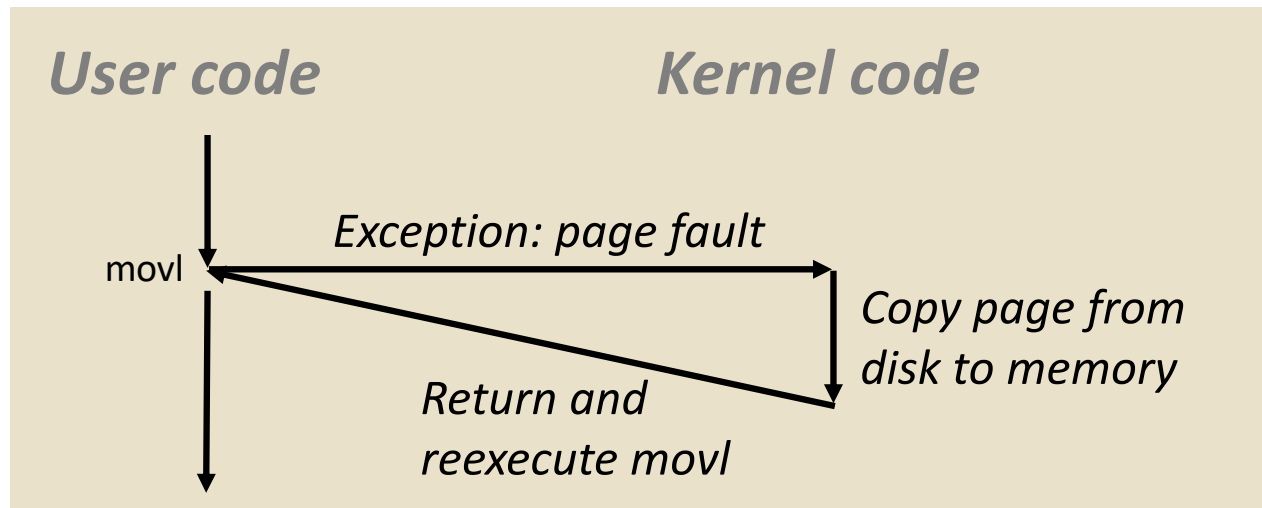 User code
Kernel code
Exception: page fault
movl
Copy page from
disk to memory
Return and
reexecute movl